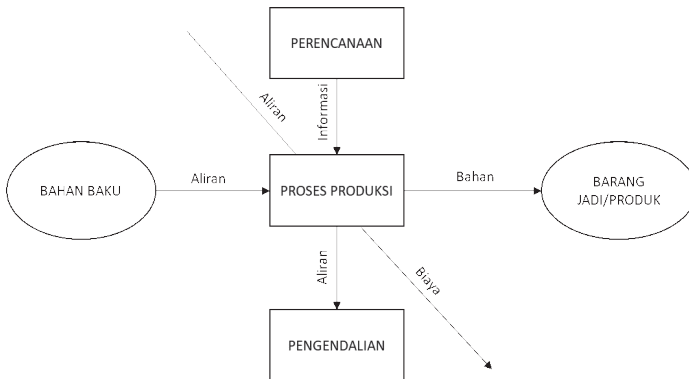 PERENCANAAN
Aliran
Informasi
BAHAN BAKU
Aliran
PROSES PRODUKSI
Bahan
BARANG
JADI/PRODUK
Aliran
Biaya
PENGENDALIAN